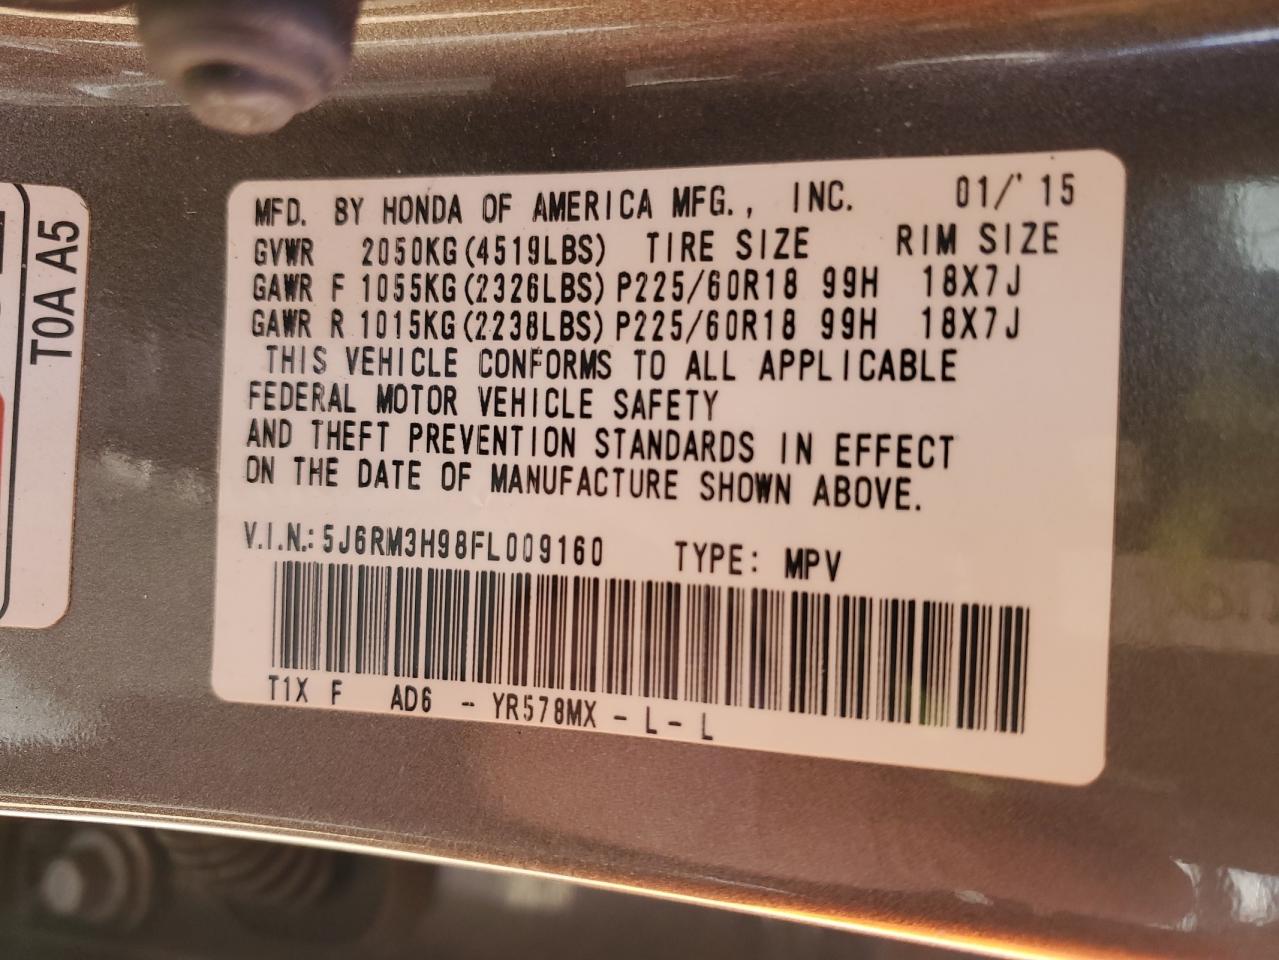 T0A A5
MFD. BY HONDA OF AMERICA MFG., INC. 01/'15
GVWR 2050KG(4519LBS) TIRE SIZE RIM SIZE
GAWR F 1055KG(2326LBS) P225/60R18 99H 18X7J
GAWR R 1015KG(2238LBS) P225/60R18 99H 18X7J
THIS VEHICLE CONFORMS TO ALL APPLICABLE
FEDERAL MOTOR VEHICLE SAFETY
AND THEFT PREVENTION STANDARDS IN EFFECT
ON THE DATE OF MANUFACTURE SHOWN ABOVE.
V.I.N.: 5J6RM3H98FL009160 TYPE: MPV
T1X F AD6 - YR578MX - L - L